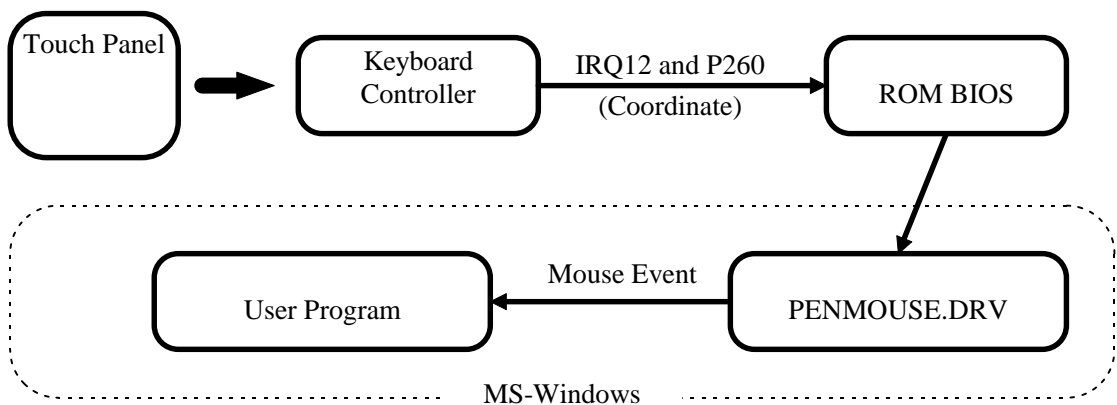 Touch Panel
Keyboard
Controller
IRQ12 and P260
(Coordinate)
ROM BIOS
User Program
Mouse Event
PENMOUSE.DRV
MS-Windows